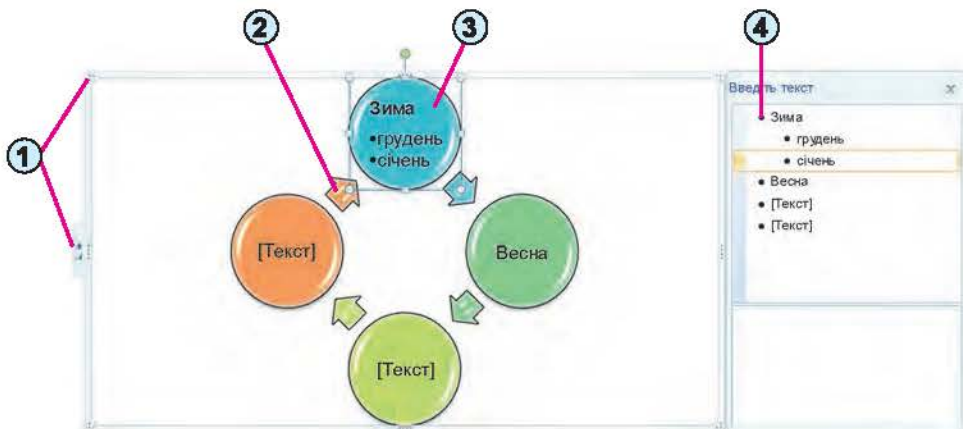 2
3
4
1
Зима
•грудень
•січень
[Текст]
Весна
[Текст]
Введіть текст x
• Зима
• грудень
• січень
• Весна
• [Текст]
• [Текст]